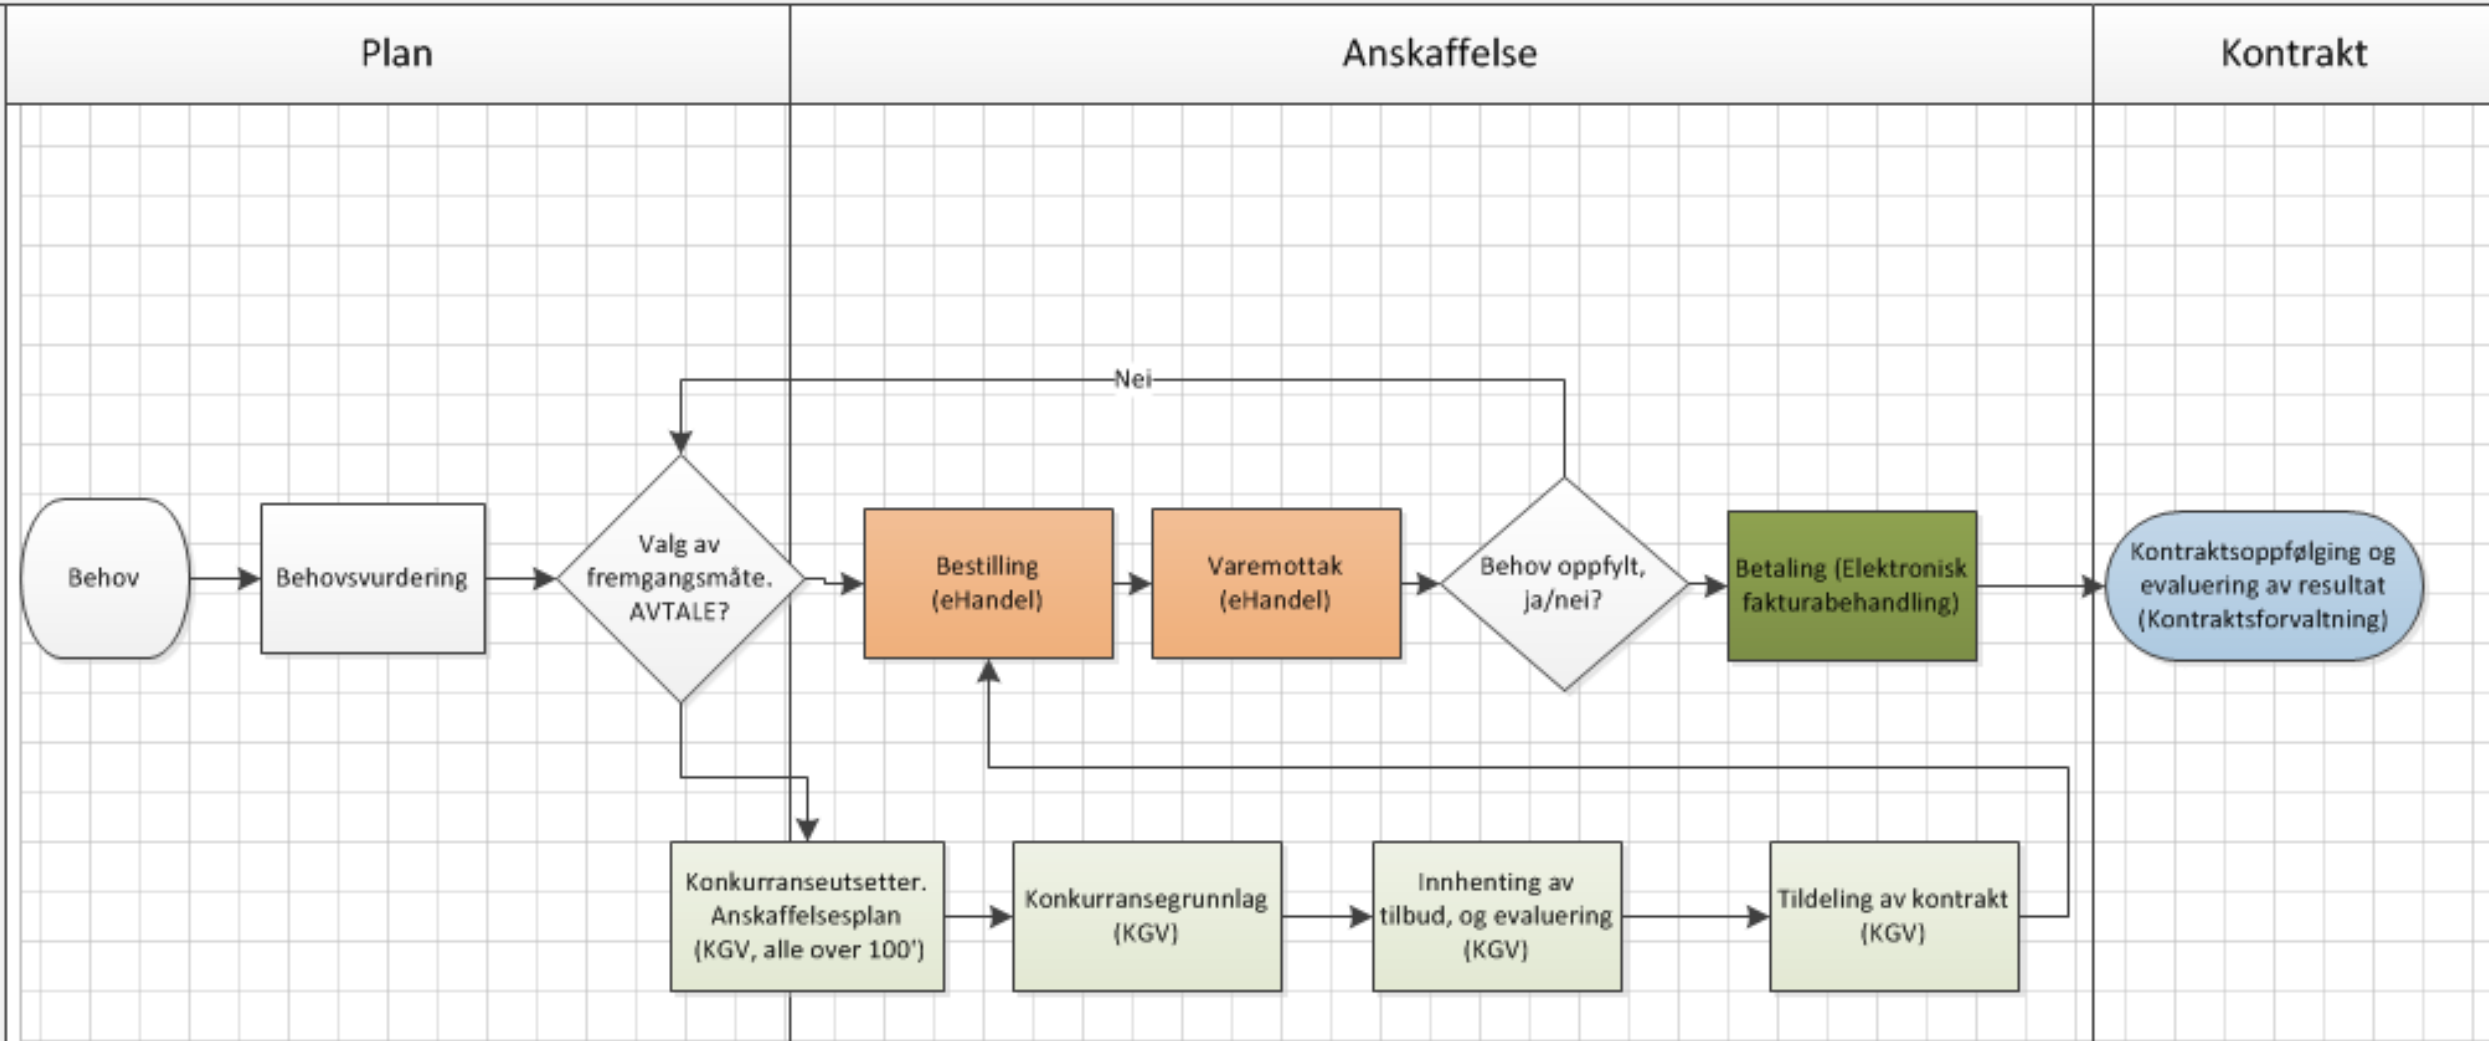 Plan
Anskaffelse
Kontrakt
Nei
Behov
Behovsvurdering
Valg av
fremgangsmåte.
AVTALE?
Bestilling
(eHandel)
Varemottak
(eHandel)
Behov oppfylt,
ja/nei?
Betaling (Elektronisk
fakturabehandling)
Kontraktsoppfølging og
evaluering av resultat
(Kontraktsforvaltning)
Konkurranseutsetter.
Anskaffelsesplan
(KGV, alle over 100')
Konkurransegrunnlag
(KGV)
Innhenting av
tilbud, og evaluering
(KGV)
Tildeling av kontrakt
(KGV)